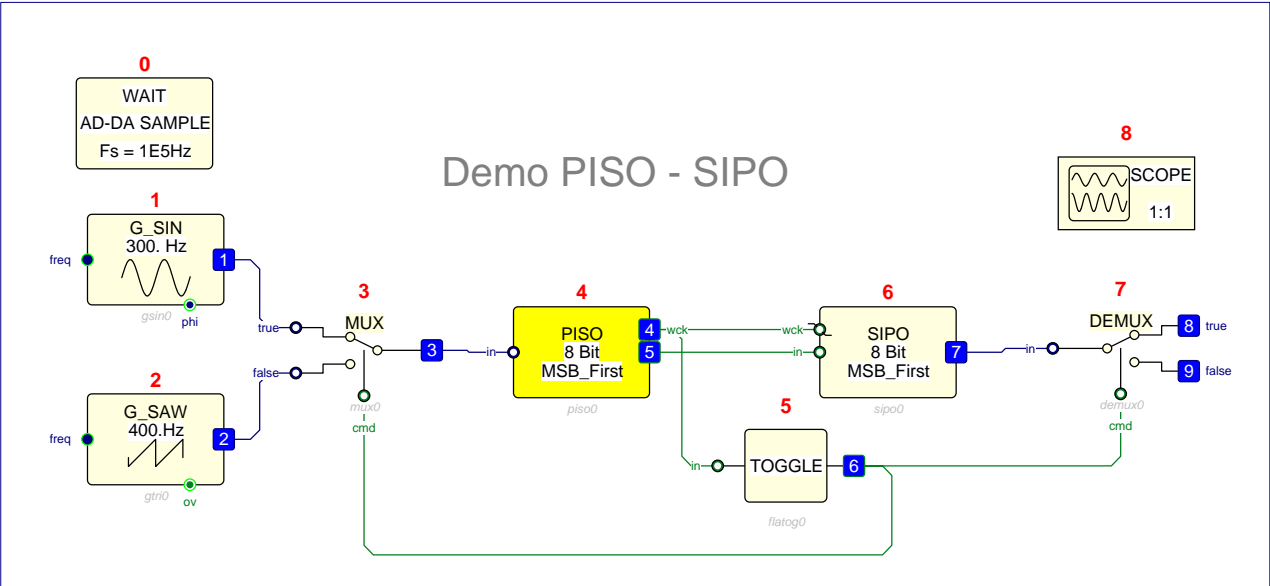 0
WAIT
AD-DA SAMPLE
Fs = 1E5Hz
Demo PISO - SIPO
8
SCOPE
1:1
1
G_SIN
300. Hz
freq
1
gsin0
phi
2
G_SAW
400.Hz
freq
2
gtri0
ov
3
MUX
true
false
3
mux0
cmd
in
4
PISO
8 Bit
MSB_First
4
wck
5
piso0
5
in
TOGGLE
6
flatog0
6
wck
in
SIPO
8 Bit
MSB_First
7
sipo0
in
7
DEMUX
8
true
9
false
demux0
cmd